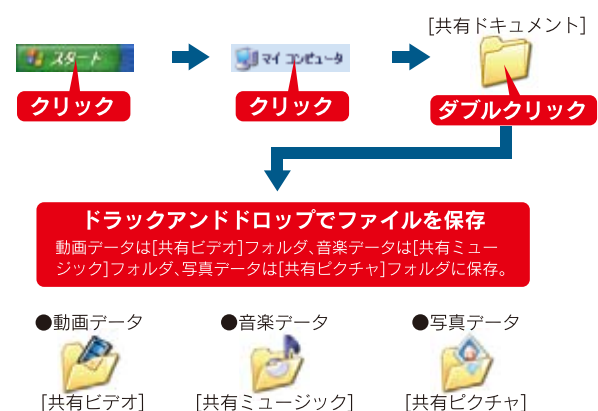 [共有ドキュメント]
スタート
マイ コンピュータ
クリック
クリック
ダブルクリック
ドラックアンドドロップでファイルを保存
動画データは[共有ビデオ]フォルダ、音楽データは[共有ミュー
ジック]フォルダ、写真データは[共有ピクチャ]フォルダに保存。
●動画データ
●音楽データ
●写真データ
[共有ビデオ]
[共有ミュージック]
[共有ピクチャ]